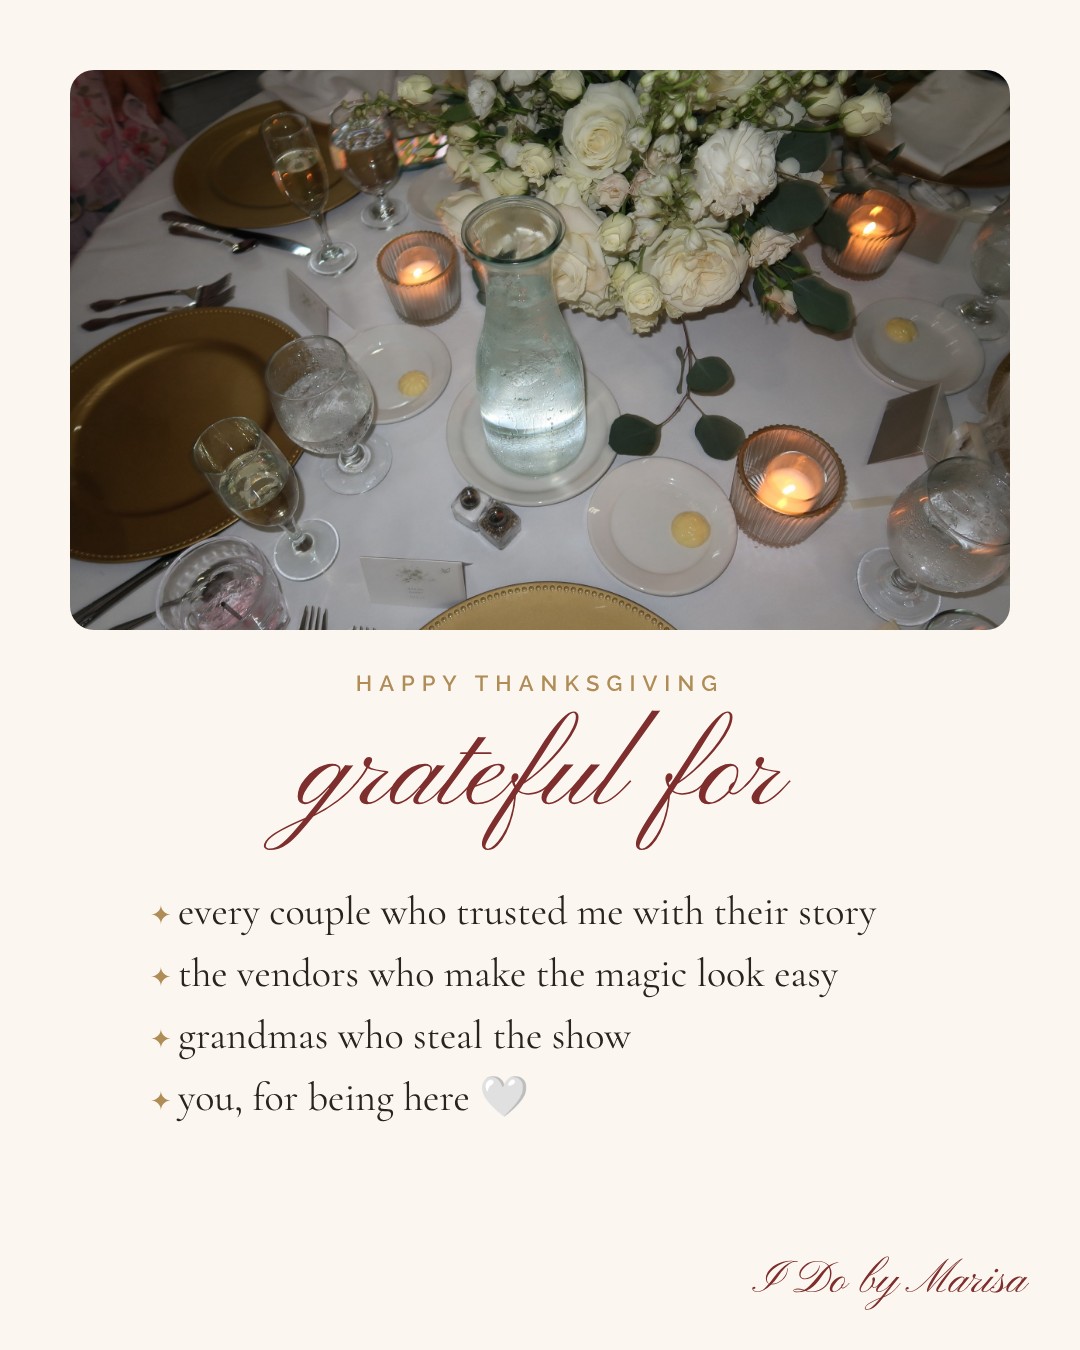 HAPPY THANKSGIVING
grateful for
✦ every couple who trusted me with their story
✦ the vendors who make the magic look easy
✦ grandmas who steal the show
✦ you, for being here 🤍
I Do by Marisa